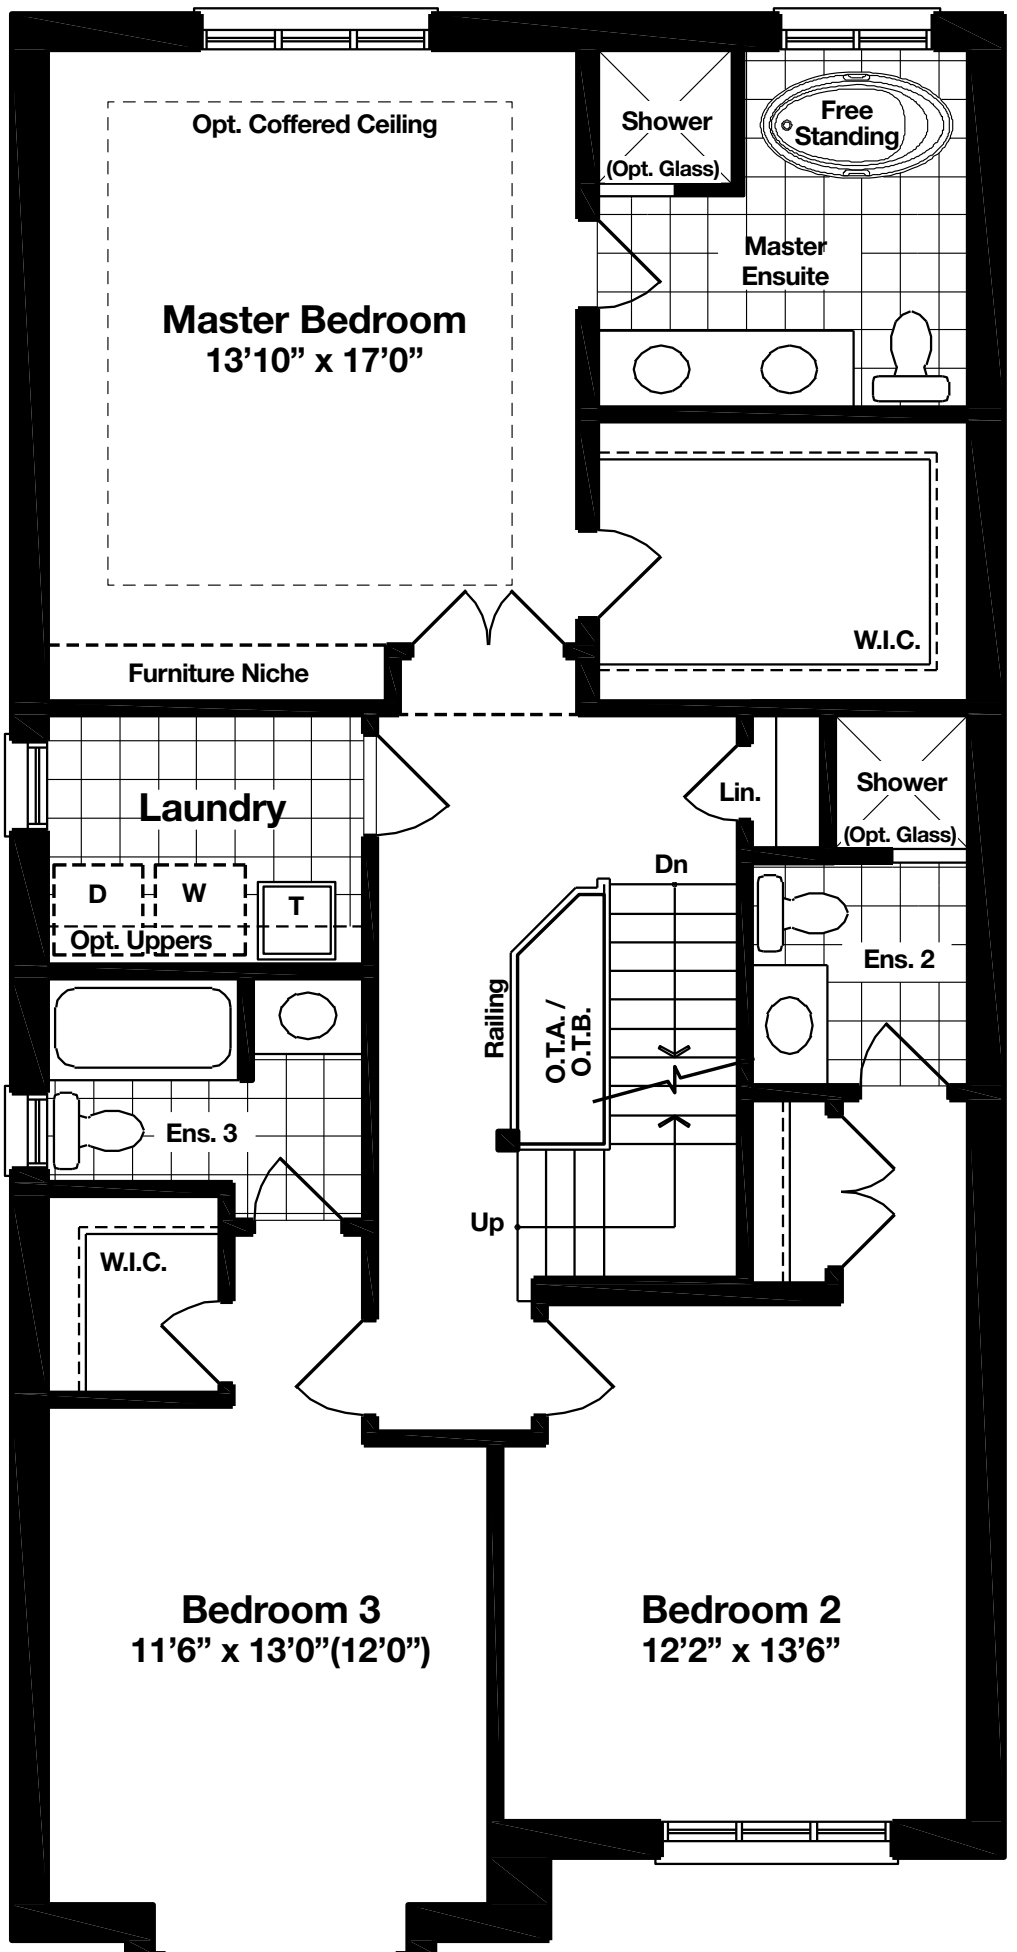 Opt. Coffered Ceiling
Shower
(Opt. Glass)
Free
Standing
Master
Ensuite
Master Bedroom
13’10” x 17’0”
W.I.C.
Furniture Niche
Laundry
D
W
T
Opt. Uppers
Lin.
Shower
(Opt. Glass)
Dn
Ens. 2
Railing
O.T.A. /
O.T.B.
Ens. 3
Up
W.I.C.
Bedroom 3
11’6” x 13’0”(12’0”)
Bedroom 2
12’2” x 13’6”